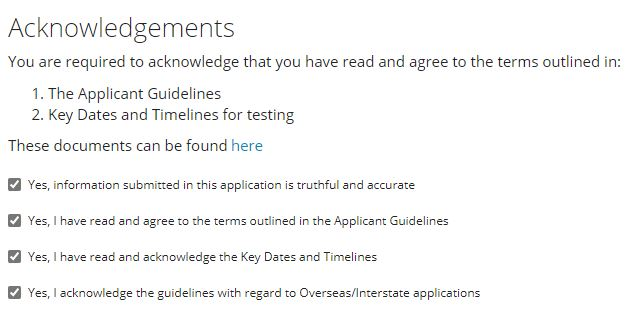 Acknowledgements
You are required to acknowledge that you have read and agree to the terms outlined in:
1. The Applicant Guidelines
2. Key Dates and Timelines for testing
These documents can be found here
Yes, information submitted in this application is truthful and accurate
Yes, I have read and agree to the terms outlined in the Applicant Guidelines
Yes, I have read and acknowledge the Key Dates and Timelines
Yes, I acknowledge the guidelines with regard to Overseas/Interstate applications